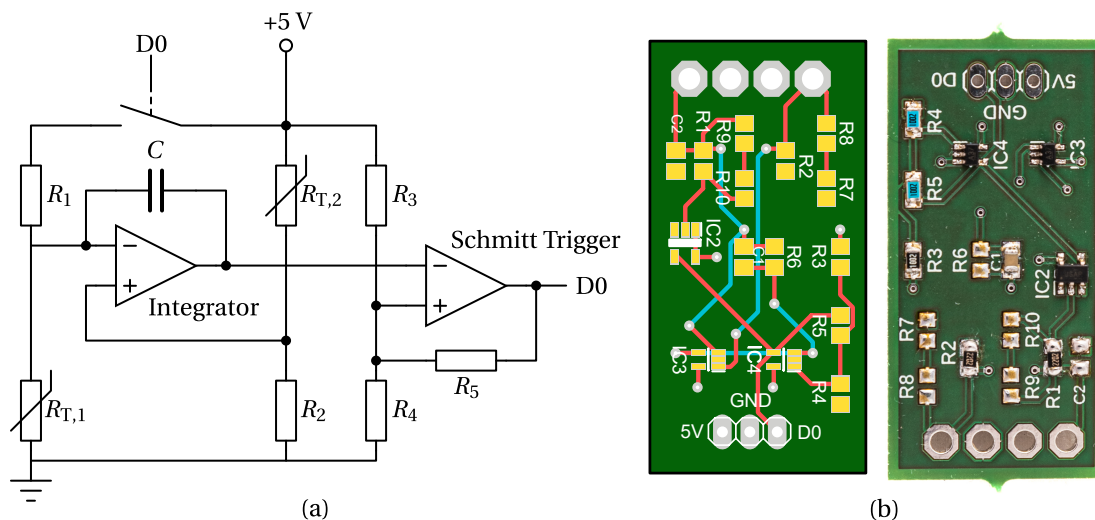 +5 V
D0
C
R1
RT,2
R3
−
+
Integrator
Schmitt Trigger
−
+
D0
R5
RT,1
R2
R4
(a)
C2
R1
R9
R2
R8
R10
R7
IC2
C1
R6
R3
R5
IC3
IC4
R4
GND
5V
D0
D0
5V
GND
R4
IC4
IC3
R5
R3
R6
C1
IC2
R7
R2
R10
R8
R9
R1
C2
(b)